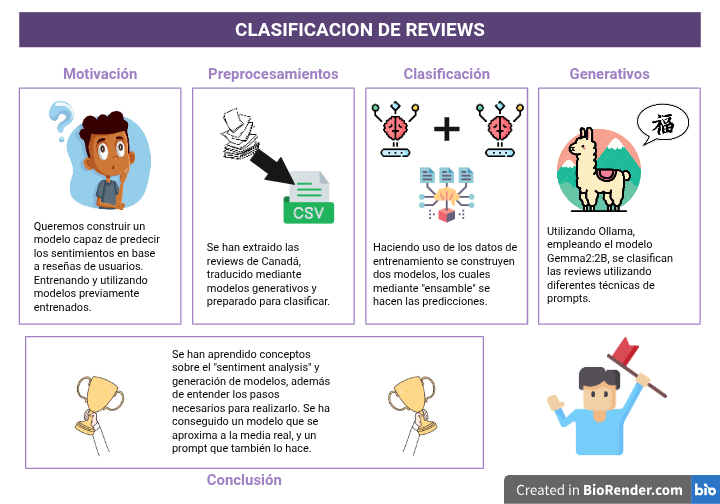 CLASIFICACION DE REVIEWS
Motivación
Queremos construir un
modelo capaz de predecir
los sentimientos en base
a reseñas de usuarios.
Entrenando y utilizando
modelos previamente
entrenados.
Preprocesamientos
CSV
Se han extraido las
reviews de Canadá,
traducido mediante
modelos generativos y
preparado para clasificar.
Clasificación
+
Haciendo uso de los datos de
entrenamiento se construyen
dos modelos, los cuales
mediante "ensamble" se
hacen las predicciones.
Generativos
福
Utilizando Ollama,
empleando el modelo
Gemma2:2B, se clasifican
las reviews utilizando
diferentes técnicas de
prompts.
Se han aprendido conceptos
sobre el "sentiment analysis" y
generación de modelos, además
de entender los pasos
necesarios para realizarlo. Se ha
conseguido un modelo que se
aproxima a la media real, y un
prompt que también lo hace.
Conclusión
Created in BioRender.com bio